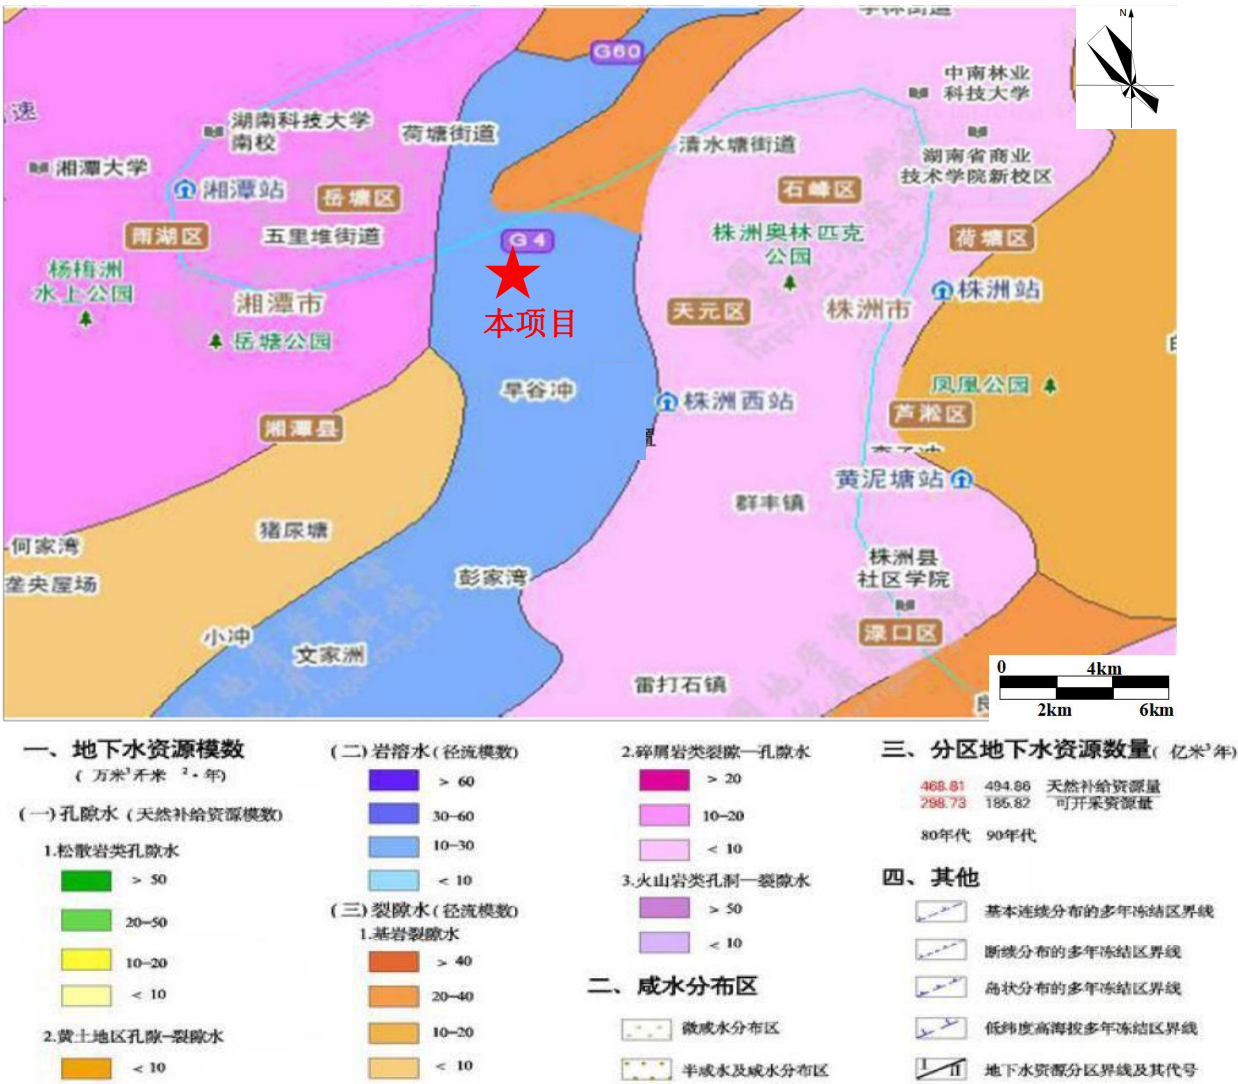 N
G60
速
中南林业
科技大学
湖南科技大学
南校
荷塘街道
清水塘街道
湖南省商业
技术学院新校区
湘潭大学
湘潭站
岳塘区
石峰区
雨湖区
五里堆街道
G4
株洲奥林匹克
公园
荷塘区
杨梅洲
水上公园
湘潭市
本项目
天元区
株洲市
株洲站
岳塘公园
旱谷冲
株洲西站
凤凰公园
湘潭县
芦淞区
黄泥塘站
群丰镇
猪尿塘
何家湾
垄央屋场
彭家湾
株洲县
社区学院
小冲
文家洲
渌口区
雷打石镇
0 4km
2km 6km
一、地下水资源模数
( 万米³/千米²·年)
(一)孔隙水(天然补给资源模数)
1.松散岩类孔隙水
> 50
20-50
10-20
< 10
2.黄土地区孔隙-裂隙水
< 10
(二)岩溶水(径流模数)
> 60
30-60
10-30
< 10
(三)裂隙水(径流模数)
1.基岩裂隙水
> 40
20-40
10-20
< 10
2.碎屑岩类裂隙—孔隙水
> 20
10-20
< 10
3.火山岩类孔洞—裂隙水
> 50
< 10
二、咸水分布区
微咸水分布区
半咸水及咸水分布区
三、分区地下水资源数量( 亿米³/年)
468.81 494.86 天然补给资源量
298.73 185.82 可开采资源量
80年代 90年代
四、其他
基本连续分布的多年冻结区界线
断续分布的多年冻结区界线
岛状分布的多年冻结区界线
低纬度高海拔多年冻结区界线
I II 地下水资源分区界线及其代号